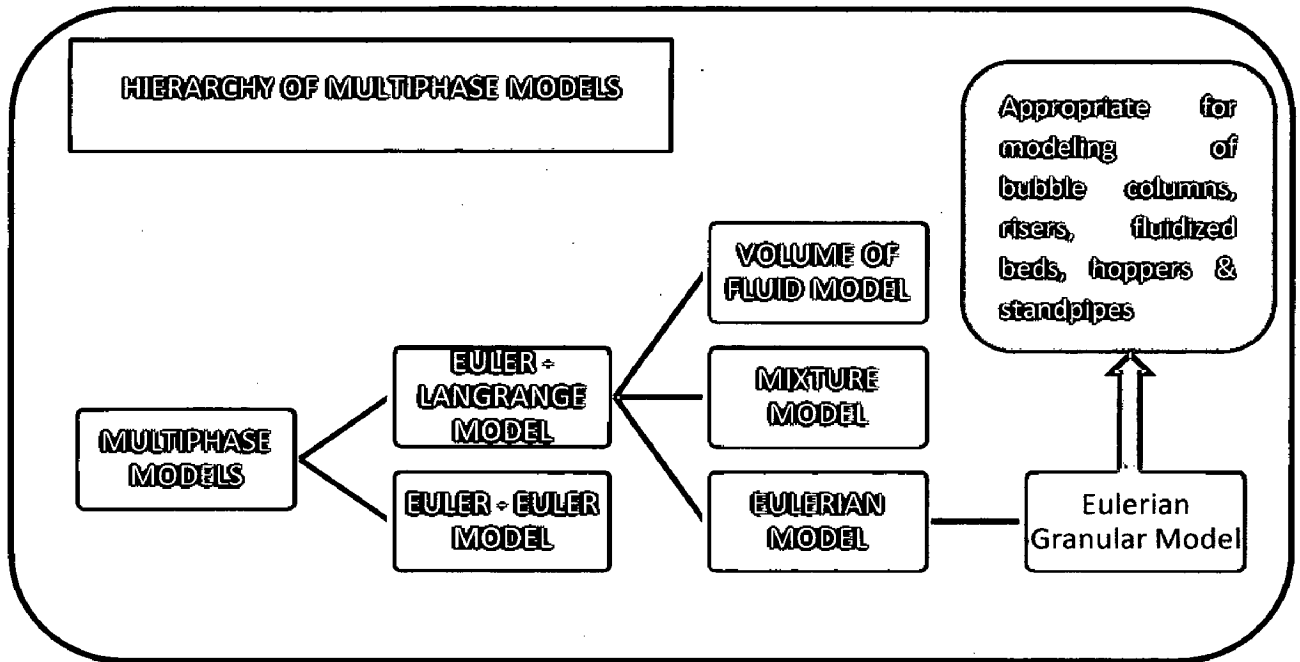 HIERARCHY OF MULTIPHASE MODELS
Appropriate for
modeling of
bubble columns,
risers, fluidized
beds, hoppers &
standpipes
VOLUME OF
FLUID MODEL
EULER -
LANGRANGE
MODEL
MIXTURE
MODEL
MULTIPHASE
MODELS
EULER - EULER
MODEL
EULERIAN
MODEL
Eulerian
Granular Model